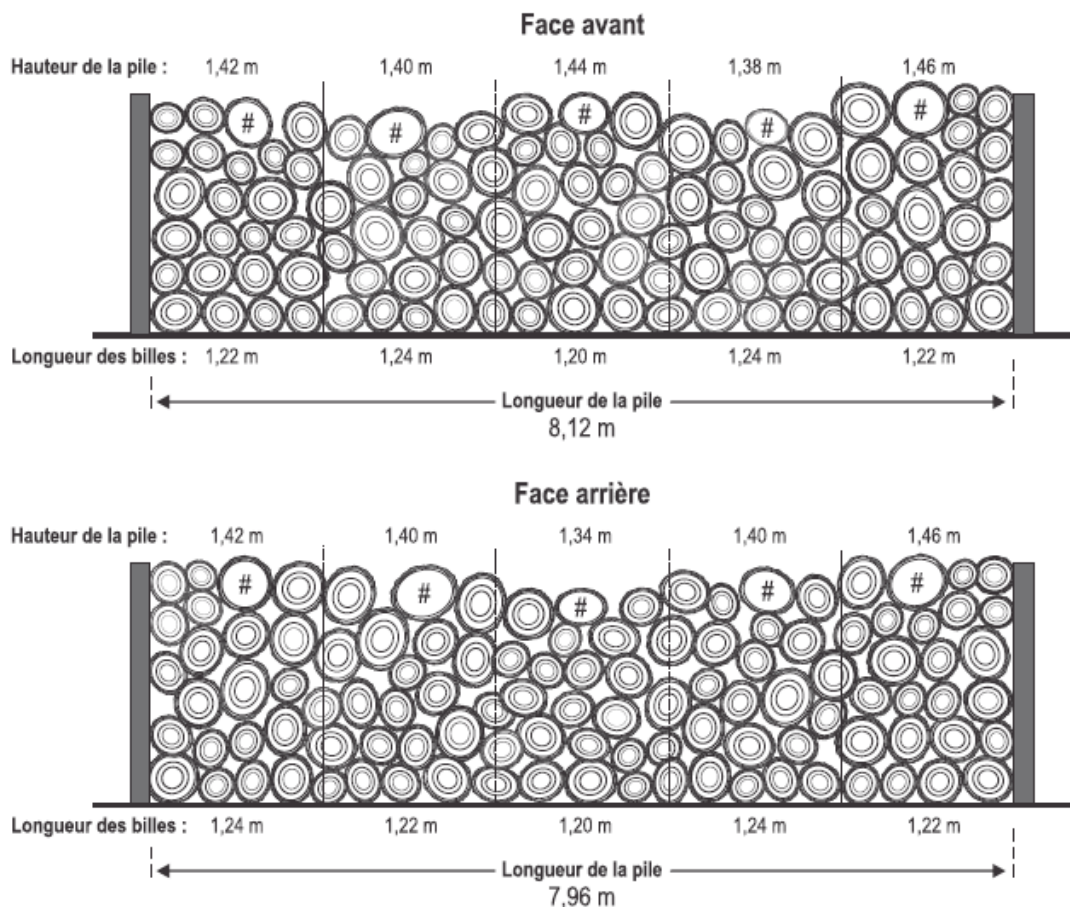 Face avant
Hauteur de la pile : 1,42 m 1,40 m 1,44 m 1,38 m 1,46 m
# # # # #
Longueur des billes : 1,22 m 1,24 m 1,20 m 1,24 m 1,22 m
Longueur de la pile
8,12 m
Face arrière
Hauteur de la pile : 1,42 m 1,40 m 1,34 m 1,40 m 1,46 m
# # # # #
Longueur des billes : 1,24 m 1,22 m 1,20 m 1,24 m 1,22 m
Longueur de la pile
7,96 m